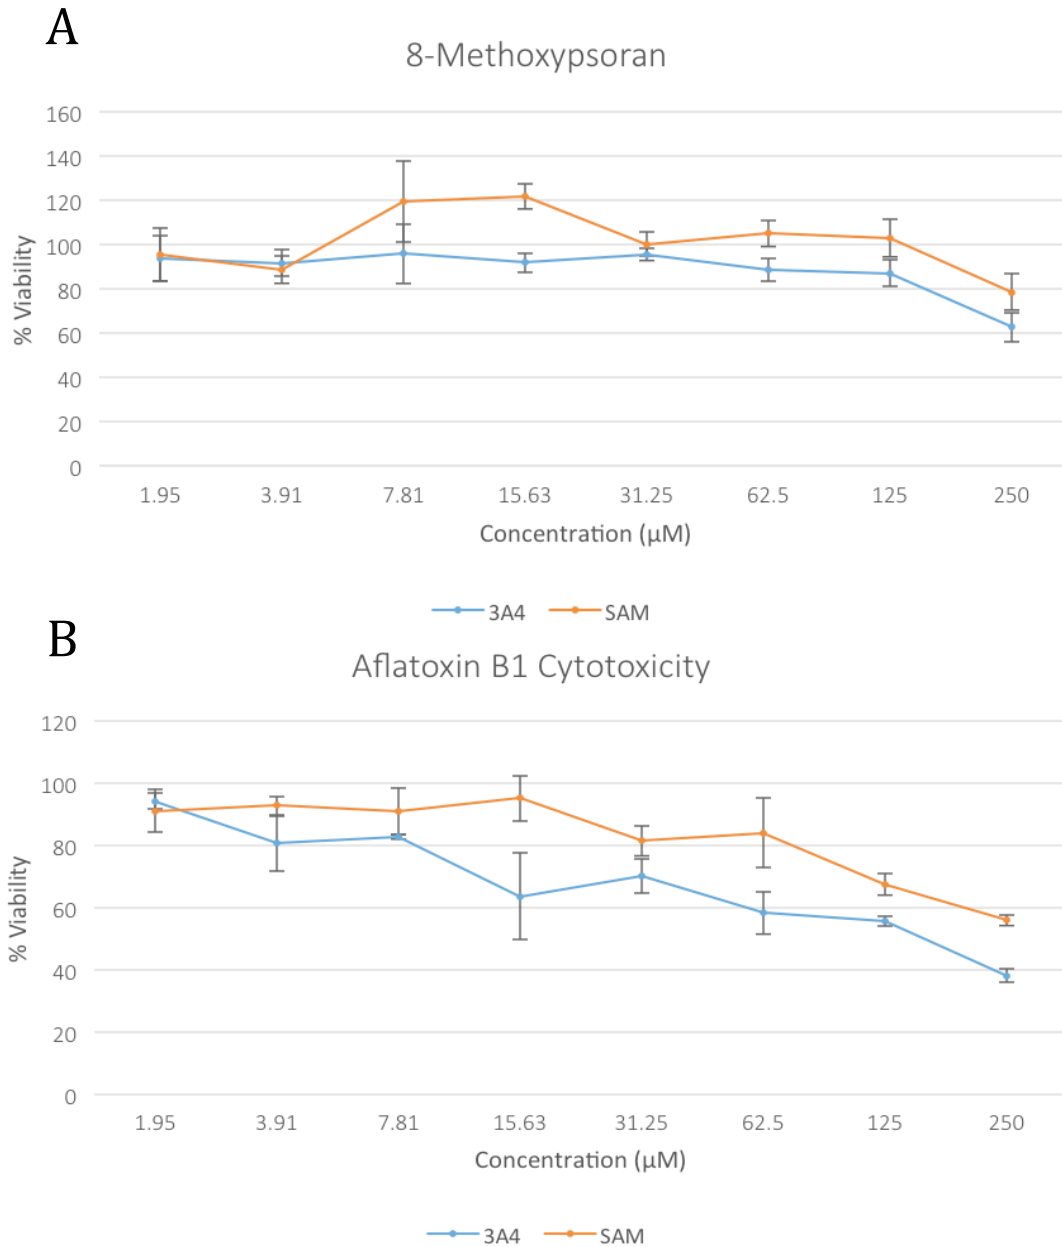 A
8-Methoxypsoran
160
140
120
100
80
60
40
20
0
% Viability
1.95 3.91 7.81 15.63 31.25 62.5 125 250
Concentration (µM)
3A4 SAM
B
Aflatoxin B1 Cytotoxicity
120
100
80
60
40
20
0
% Viability
1.95 3.91 7.81 15.63 31.25 62.5 125 250
Concentration (µM)
3A4 SAM